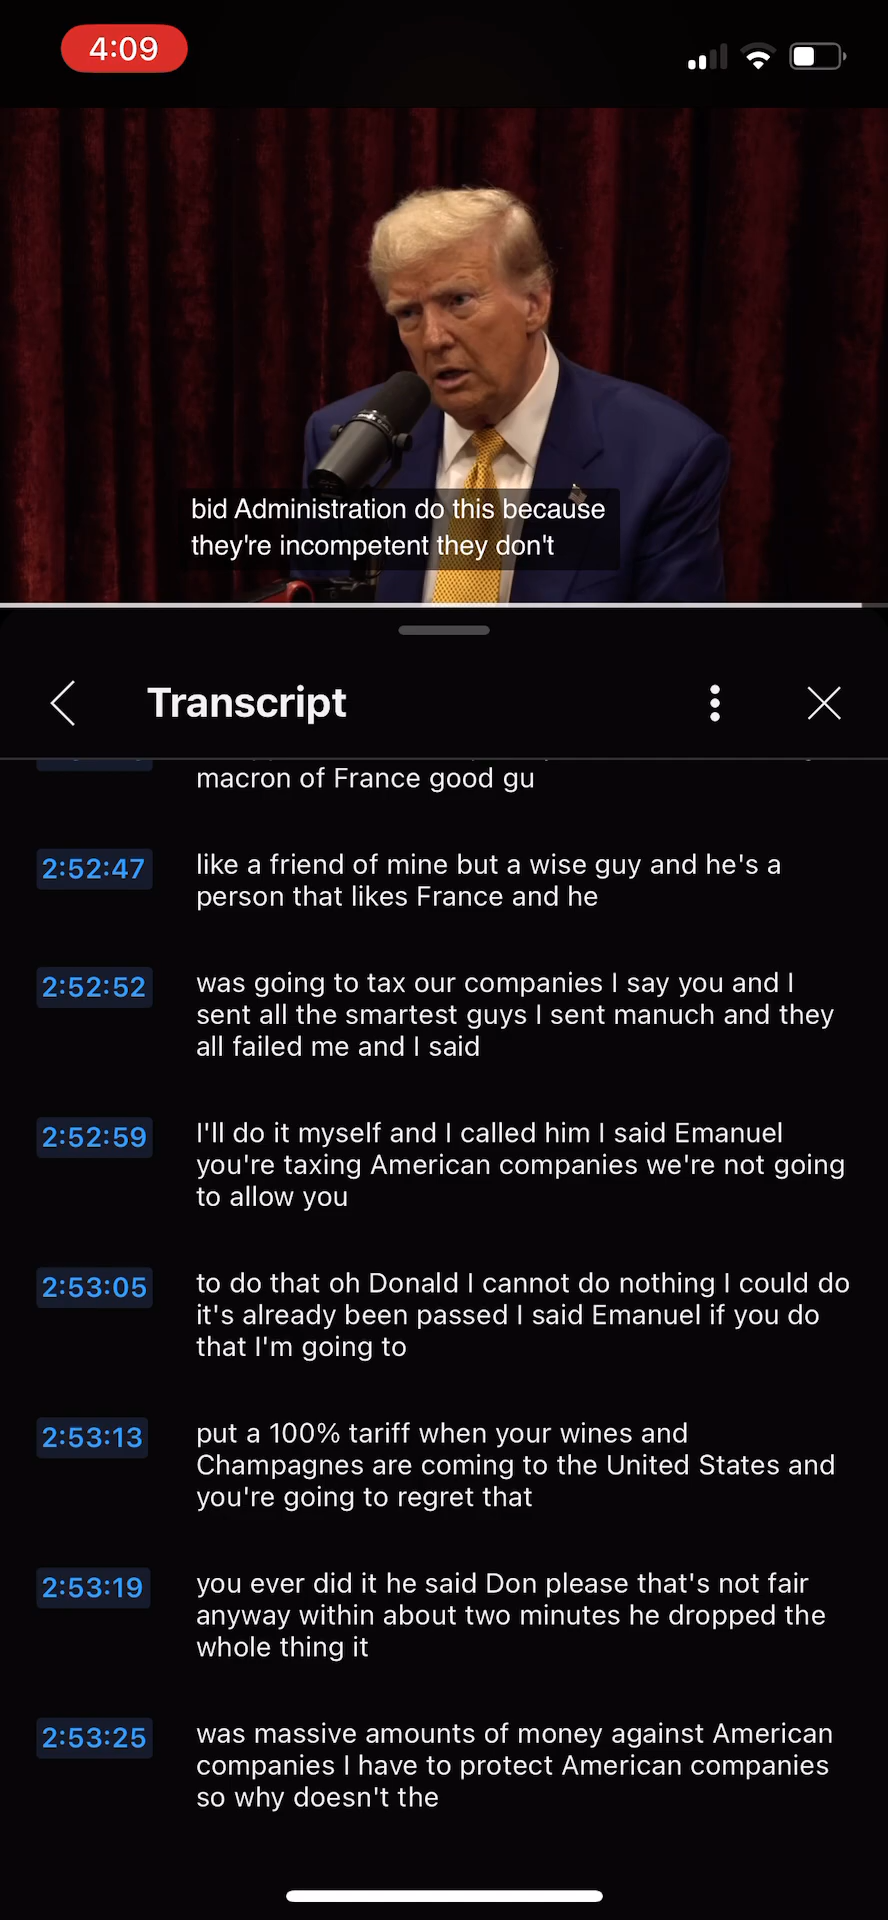 4:09
bid Administration do this because
they're incompetent they don't
Transcript
macron of France good gu
2:52:47
like a friend of mine but a wise guy and he's a
person that likes France and he
2:52:52
was going to tax our companies I say you and I
sent all the smartest guys I sent manuch and they
all failed me and I said
2:52:59
I'll do it myself and I called him I said Emanuel
you're taxing American companies we're not going
to allow you
2:53:05
to do that oh Donald I cannot do nothing I could do
it's already been passed I said Emanuel if you do
that I'm going to
2:53:13
put a 100% tariff when your wines and
Champagnes are coming to the United States and
you're going to regret that
2:53:19
you ever did it he said Don please that's not fair
anyway within about two minutes he dropped the
whole thing it
2:53:25
was massive amounts of money against American
companies I have to protect American companies
so why doesn't the